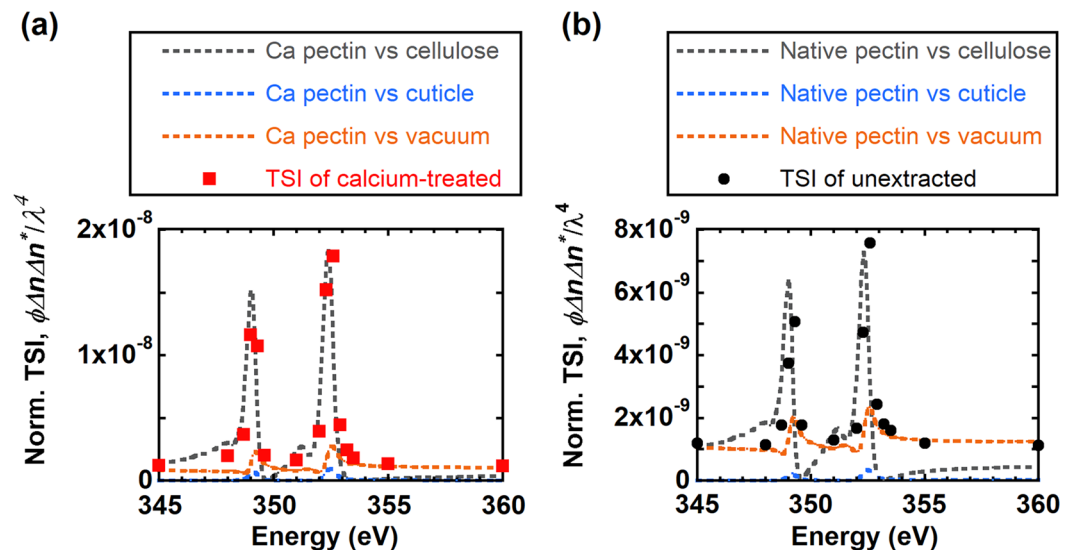 (a)
Ca pectin vs cellulose
Ca pectin vs cuticle
Ca pectin vs vacuum
TSI of calcium-treated
Norm. TSI, ϕΔnΔn*/λ⁴
2x10⁻⁸
1x10⁻⁸
0
345 350 355 360
Energy (eV)
(b)
Native pectin vs cellulose
Native pectin vs cuticle
Native pectin vs vacuum
TSI of unextracted
Norm. TSI, ϕΔnΔn*/λ⁴
8x10⁻⁹
6x10⁻⁹
4x10⁻⁹
2x10⁻⁹
0
345 350 355 360
Energy (eV)